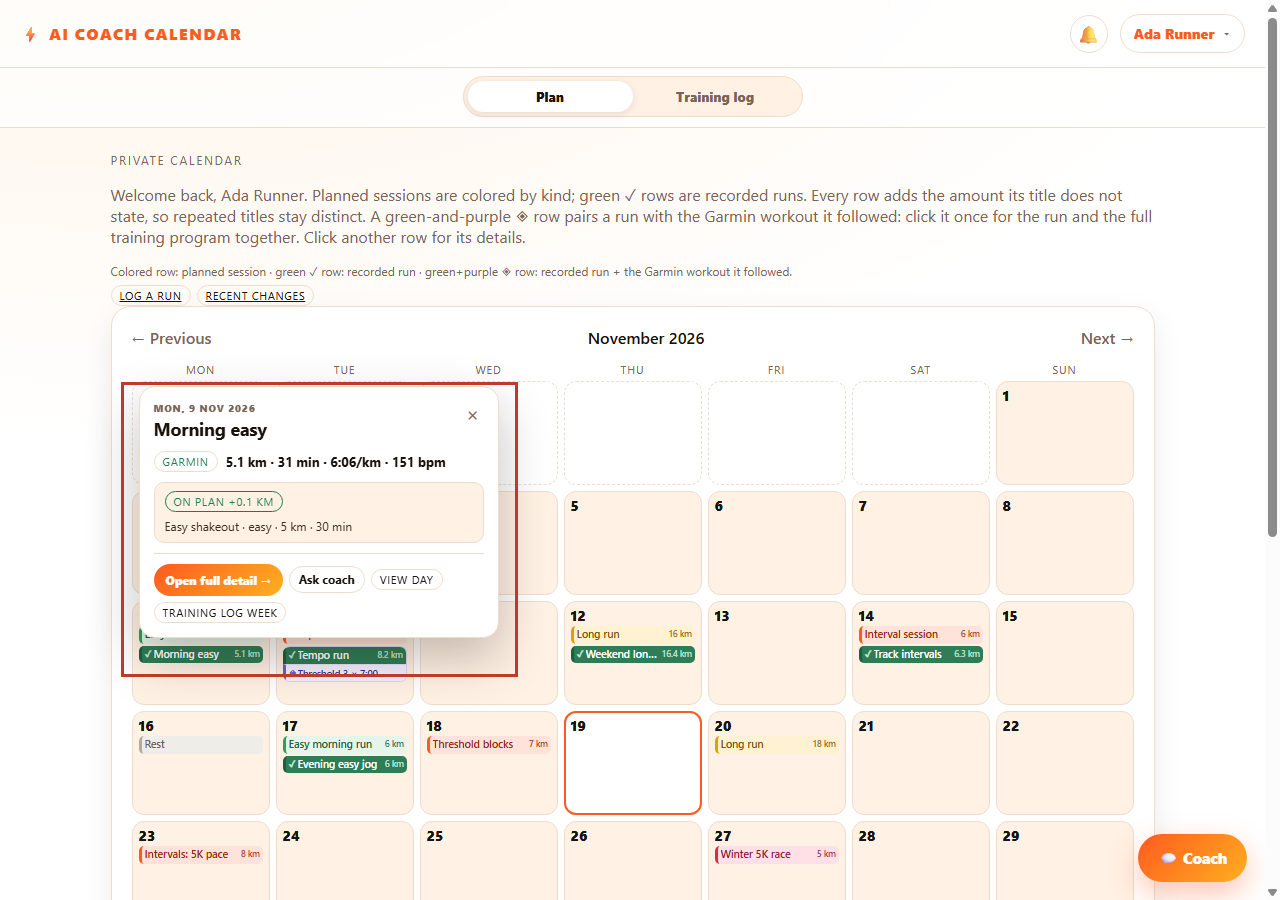 AI COACH CALENDAR
Ada Runner
Plan
Training log
PRIVATE CALENDAR
Welcome back, Ada Runner. Planned sessions are colored by kind; green ✓ rows are recorded runs. Every row adds the amount its title does not
state, so repeated titles stay distinct. A green-and-purple ◈ row pairs a run with the Garmin workout it followed: click it once for the run and the full
training program together. Click another row for its details.
Colored row: planned session · green ✓ row: recorded run · green+purple ◈ row: recorded run + the Garmin workout it followed.
LOG A RUN
RECENT CHANGES
← Previous
November 2026
Next →
MON TUE WED THU FRI SAT SUN
1
MON, 9 NOV 2026
×
Morning easy
GARMIN
5.1 km · 31 min · 6:06/km · 151 bpm
ON PLAN +0.1 KM
Easy shakeout · easy · 5 km · 30 min
Open full detail →
Ask coach
VIEW DAY
TRAINING LOG WEEK
5 6 7 8
12 13 14 15
Long run 16 km
Interval session 6 km
✓ Morning easy 5.1 km
✓ Tempo run 8.2 km
✓ Weekend lon... 16.4 km
✓ Track intervals 6.3 km
◈ Threshold 3 × 7:00
16 17 18 19 20 21 22
Rest
Easy morning run 6 km
Threshold blocks 7 km
Long run 18 km
✓ Evening easy jog 6 km
23 24 25 26 27 28 29
Intervals: 5K pace 8 km
Winter 5K race 5 km
Coach